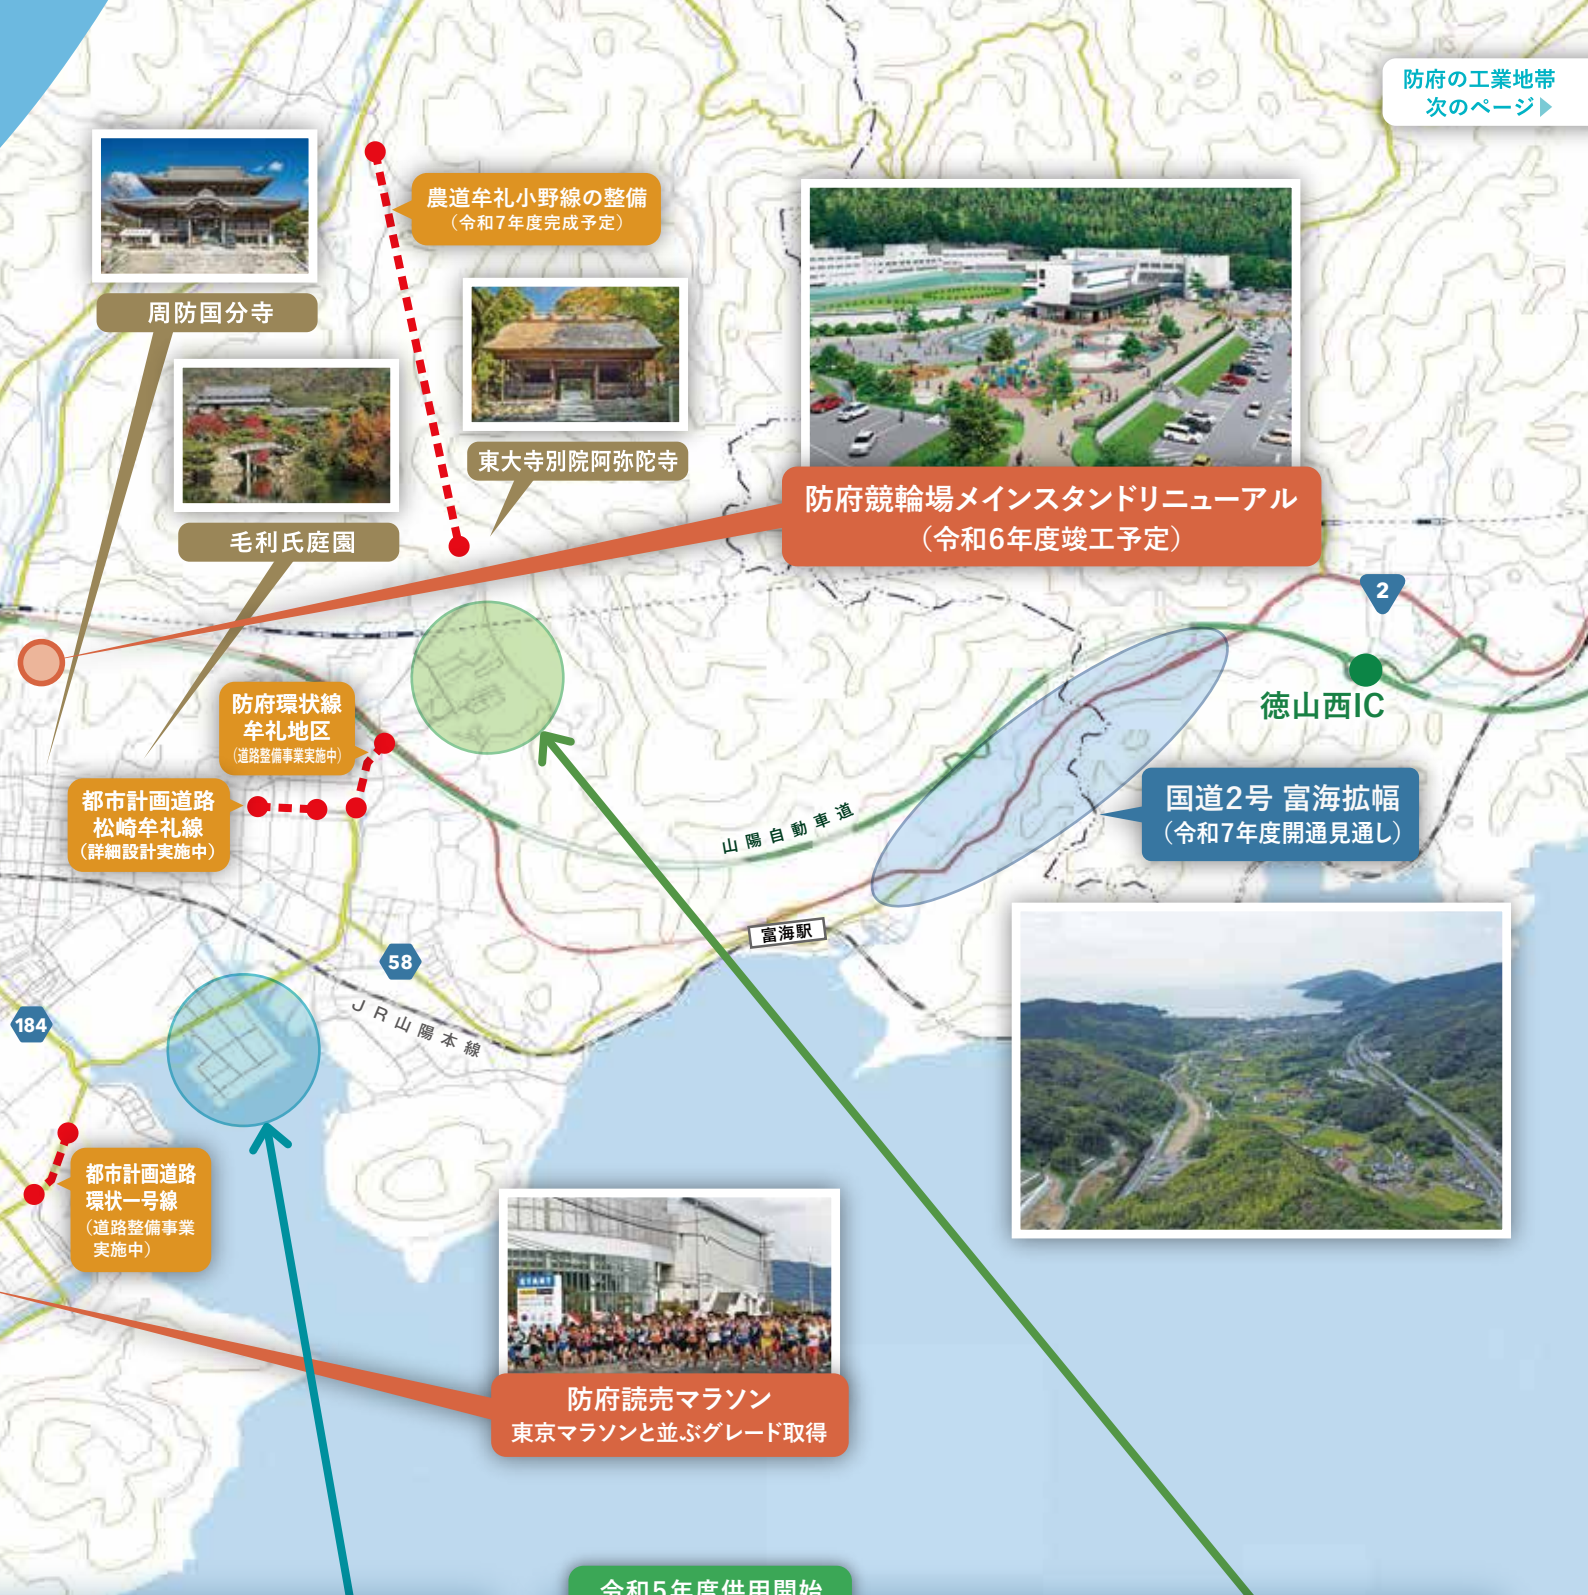 防府の工業地帯
次のページ
農道牟礼小野線の整備
（令和7年度完成予定）
周防国分寺
東大寺別院阿弥陀寺
毛利氏庭園
防府競輪場メインスタンドリニューアル
（令和6年度竣工予定）
2
徳山西IC
防府環状線
牟礼地区
（道路整備事業実施中）
都市計画道路
松崎牟礼線
（詳細設計実施中）
国道2号 富海拡幅
（令和7年度開通見通し）
山陽自動車道
富海駅
58
184
JR山陽本線
都市計画道路
環状一号線
（道路整備事業
実施中）
START
防府読売マラソン
東京マラソンと並ぶグレード取得
令和5年度供用開始